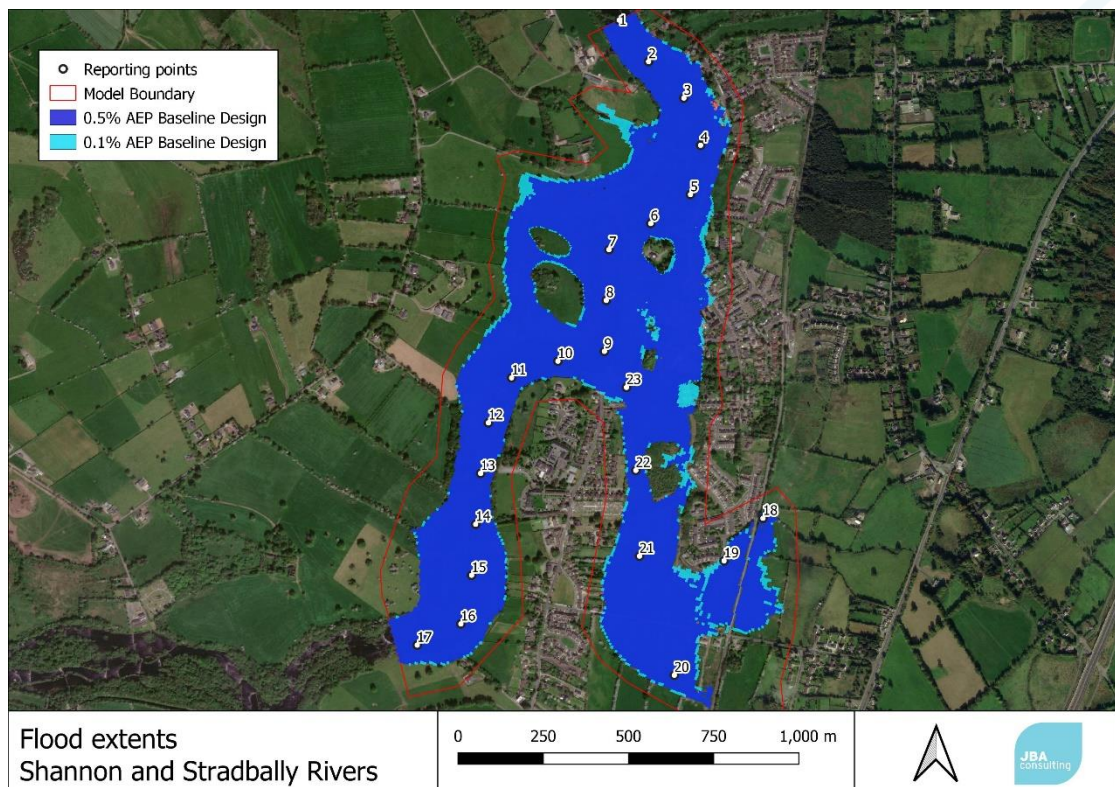 Reporting points
Model Boundary
0.5% AEP Baseline Design
0.1% AEP Baseline Design
1
2
3
4
5
6
7
8
9
10
11
23
12
22
13
14
18
21
19
15
16
17
20
Flood extents
Shannon and Stradbally Rivers
0 250 500 750 1,000 m
JBA
consulting